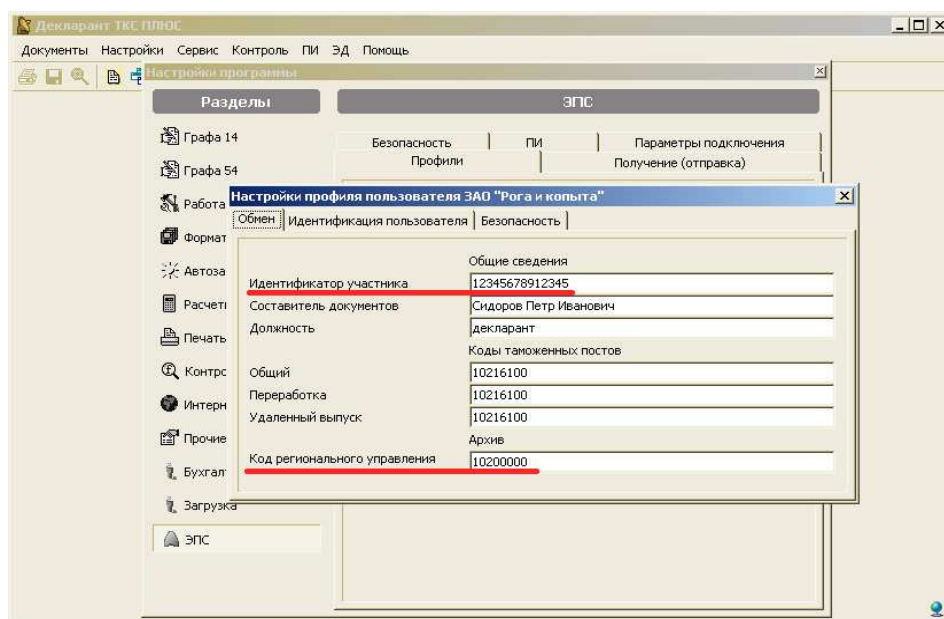 Декларант ТКС ПЛЮС
Документы Настройки Сервис Контроль ПИ ЭД Помощь
Настройки программы
Разделы
ЭПС
Графа 14
Графа 54
Работа
Формат
Автоза
Расчеты
Печать
Контрс
Интерн
Прочие
Бухгал
Загрузка
ЭПС
Безопасность ПИ Параметры подключения
Профили Получение (отправка)
Настройки профиля пользователя ЗАО "Рога и копыта"
Обмен Идентификация пользователя Безопасность
Общие сведения
Идентификатор участника 12345678912345
Составитель документов Сидоров Петр Иванович
Должность декларант
Коды таможенных постов
Общий 10216100
Переработка 10216100
Удаленный выпуск 10216100
Архив
Код регионального управления 10200000